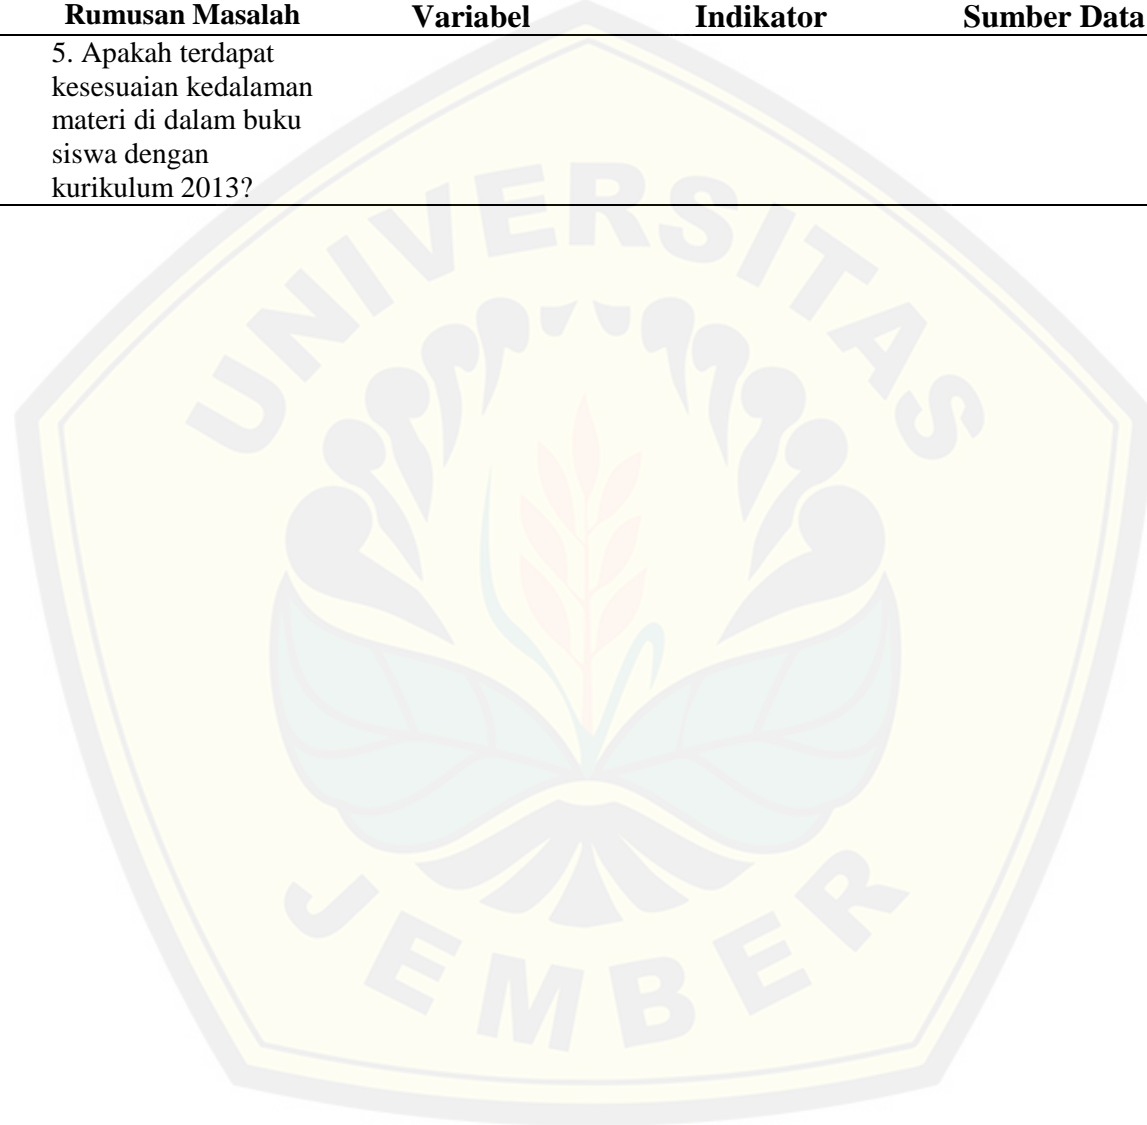 Rumusan Masalah Variabel Indikator Sumber Data
5. Apakah terdapat
kesesuaian kedalaman
materi di dalam buku
siswa dengan
kurikulum 2013?
UNIVERSITAS
JEMBER